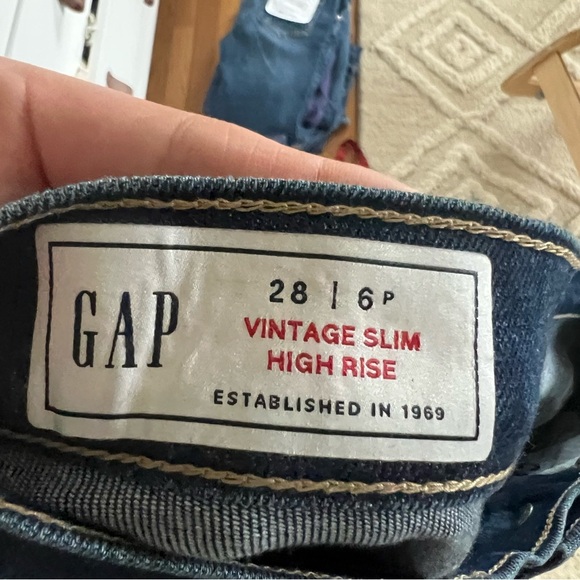 GAP
28 | 6P
VINTAGE SLIM
HIGH RISE
ESTABLISHED IN 1969